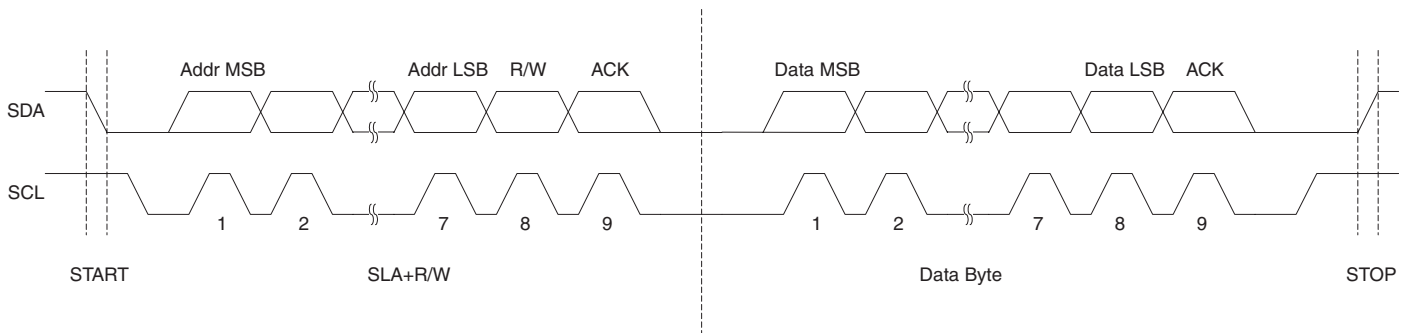 Addr MSB Addr LSB R/W ACK Data MSB Data LSB ACK
SDA
SCL
1 2 7 8 9 1 2 7 8 9
START SLA+R/W Data Byte STOP